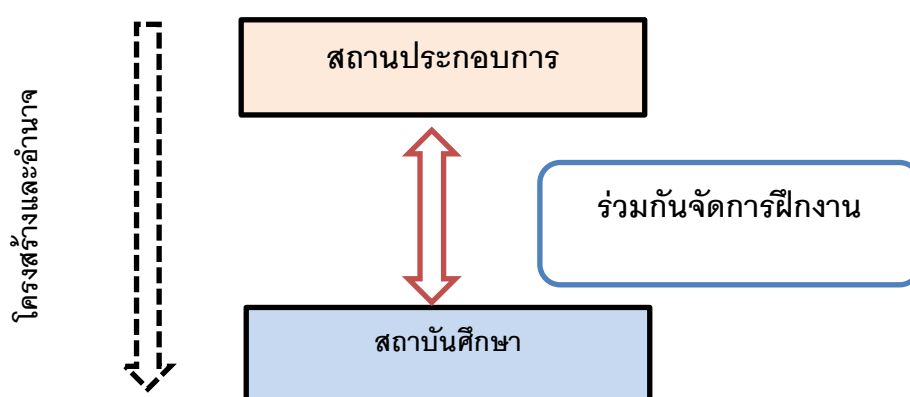 สถานประกอบการ
โครงสร้างและอำนาจ
ร่วมกันจัดการฝึกงาน
สถาบันศึกษา